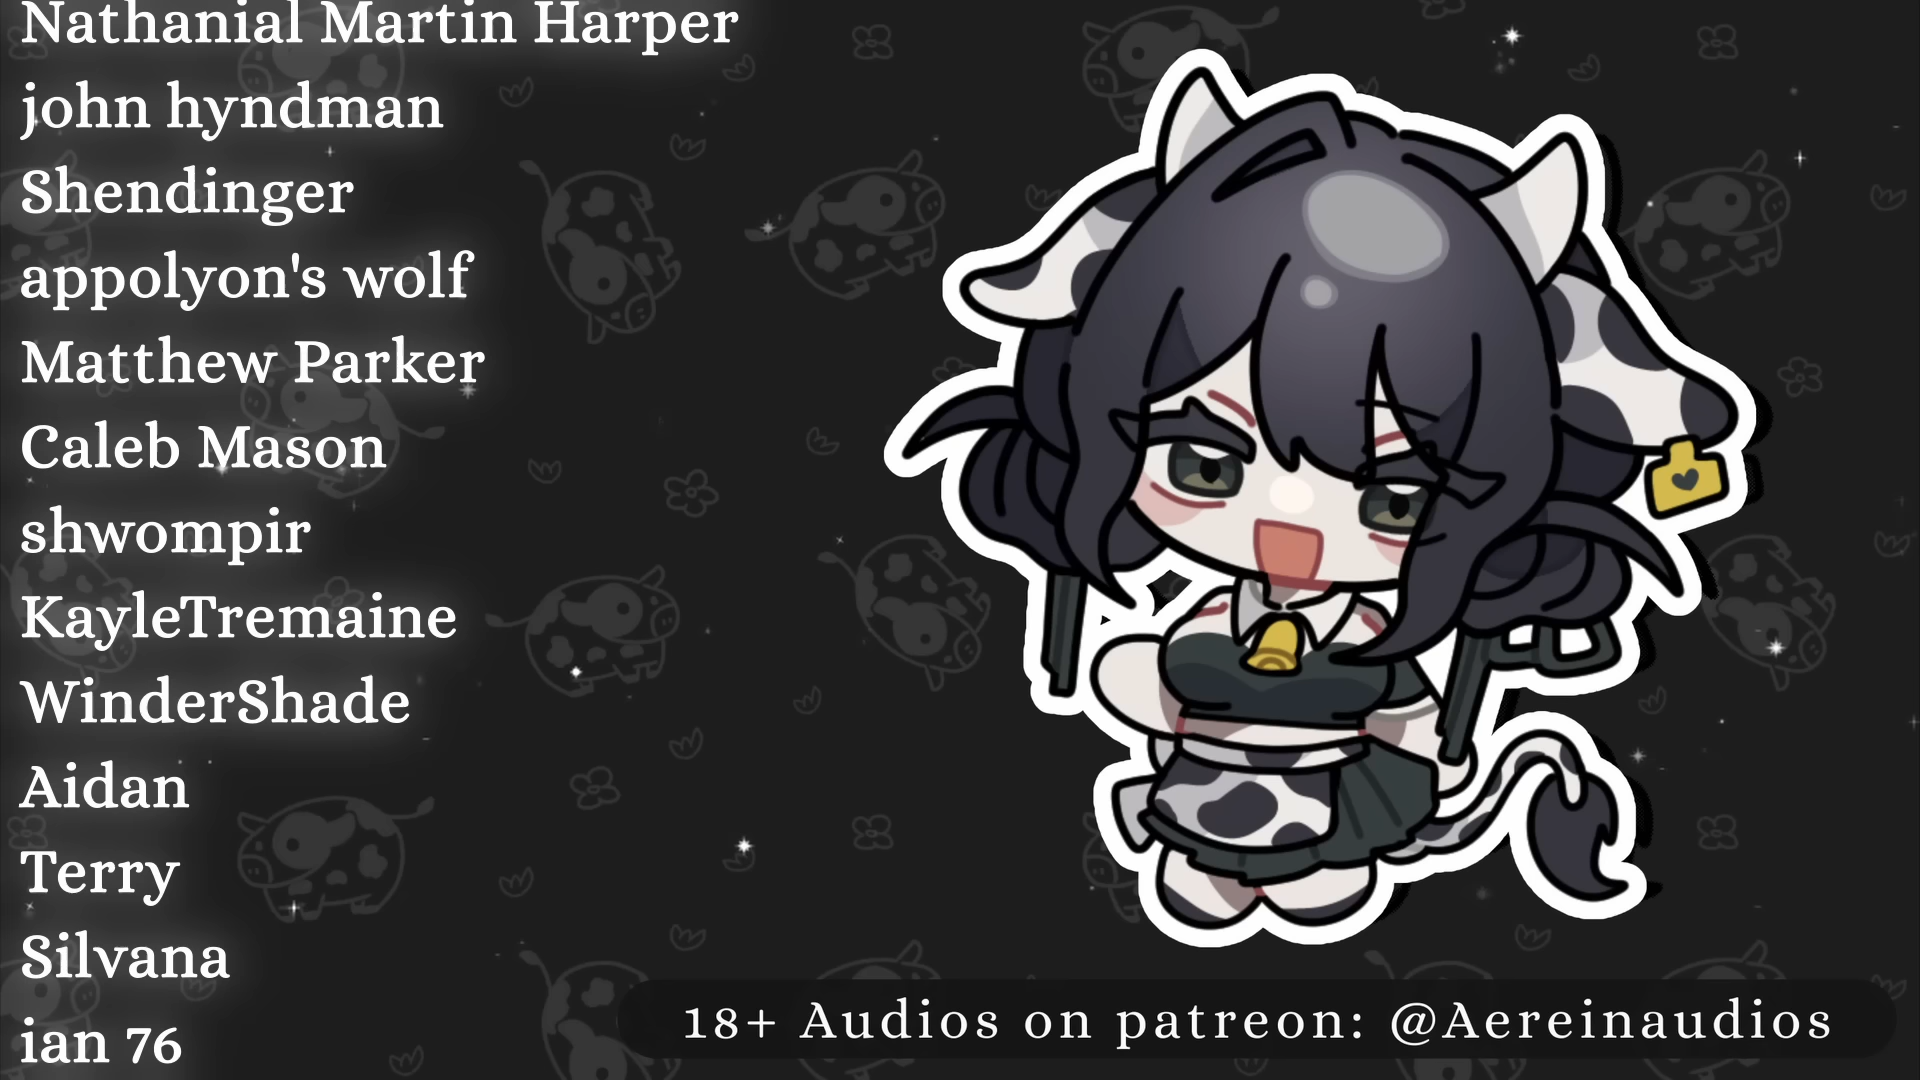 Nathanial Martin Harper
john hyndman
Shendinger
appolyon's wolf
Matthew Parker
Caleb Mason
shwompir
KayleTremaine
WinderShade
Aidan
Terry
Silvana
ian 76
18+ Audios on patreon: @Aereinaudios